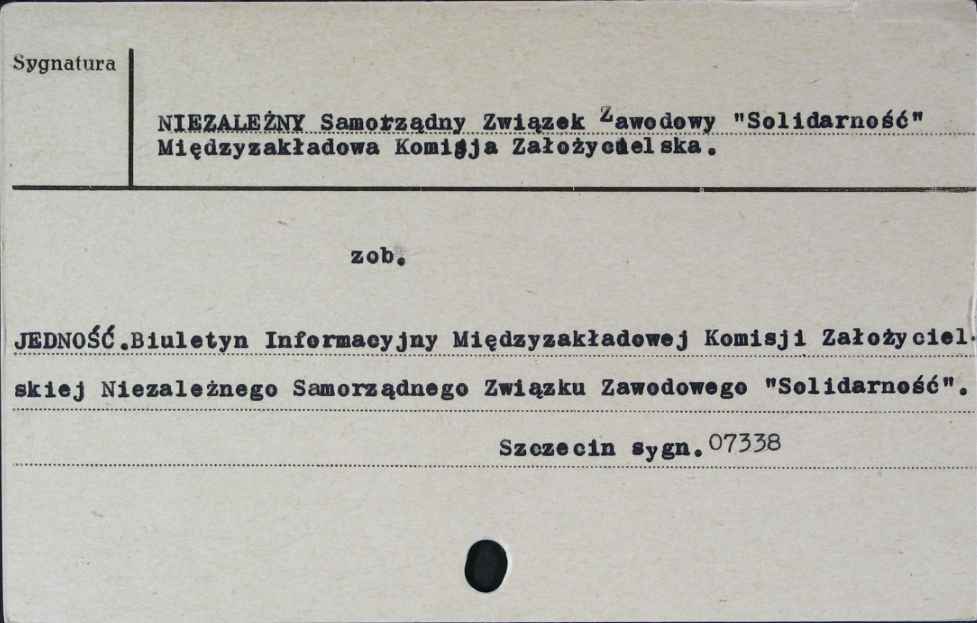 Sygnatura
NIEZALEŻNY Samorządny Związek Zawodowy "Solidarność"
Międzyzakładowa Komisja Założycielska.
zob.
JEDNOŚĆ.Biuletyn Informacyjny Międzyzakładowej Komisji Założyciel-
skiej Niezależnego Samorządnego Związku Zawodowego "Solidarność".
Szczecin sygn.07338